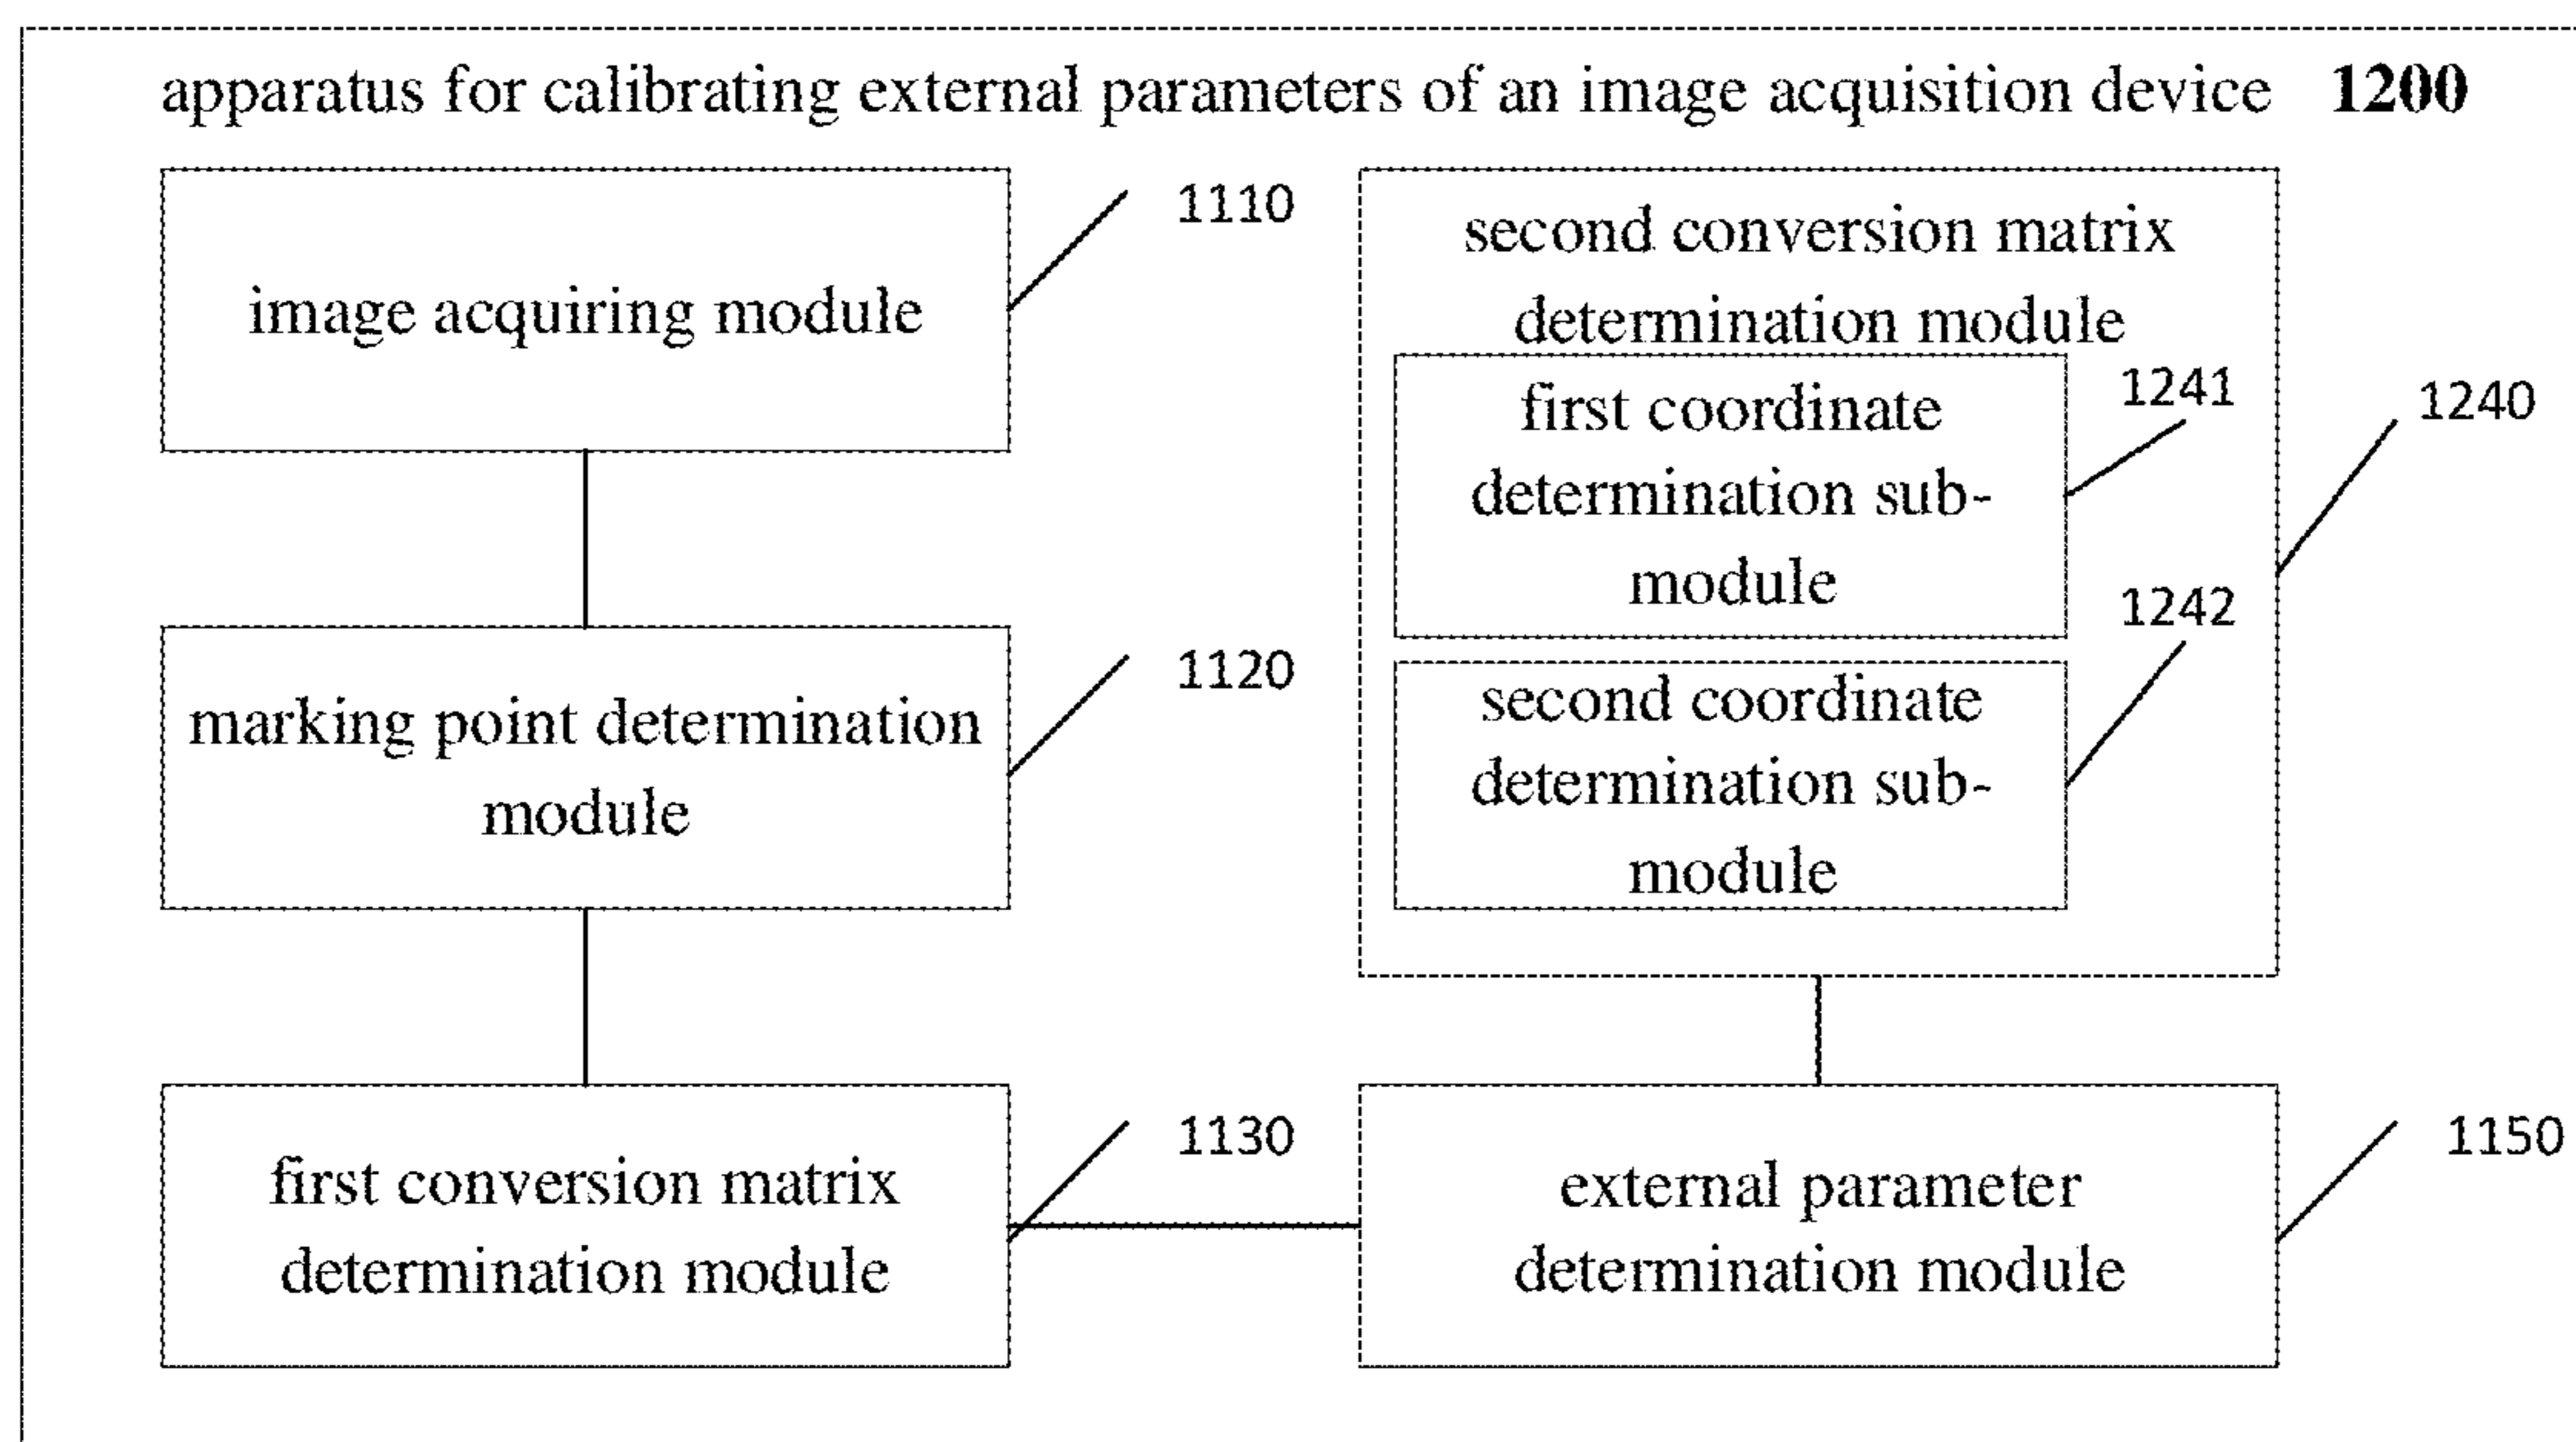 apparatus for calibrating external parameters of an image acquisition device 1200
image acquiring module
1110
marking point determination
module
1120
first conversion matrix
determination module
1130
second conversion matrix
determination module
first coordinate
determination sub-
module
1241
second coordinate
determination sub-
module
1242
1240
external parameter
determination module
1150